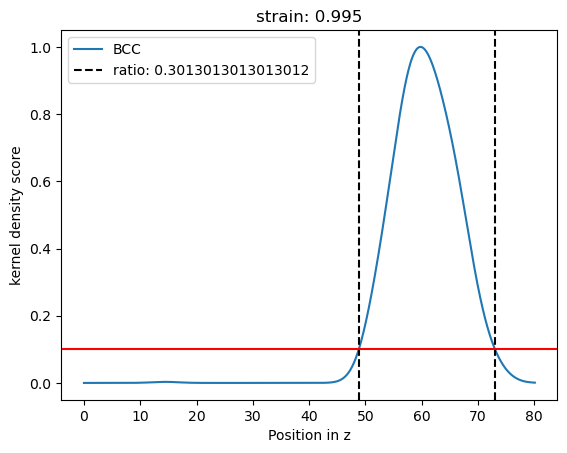 strain: 0.995
BCC
ratio: 0.3013013013013012
kernel density score
1.0
0.8
0.6
0.4
0.2
0.0
0 10 20 30 40 50 60 70 80
Position in z